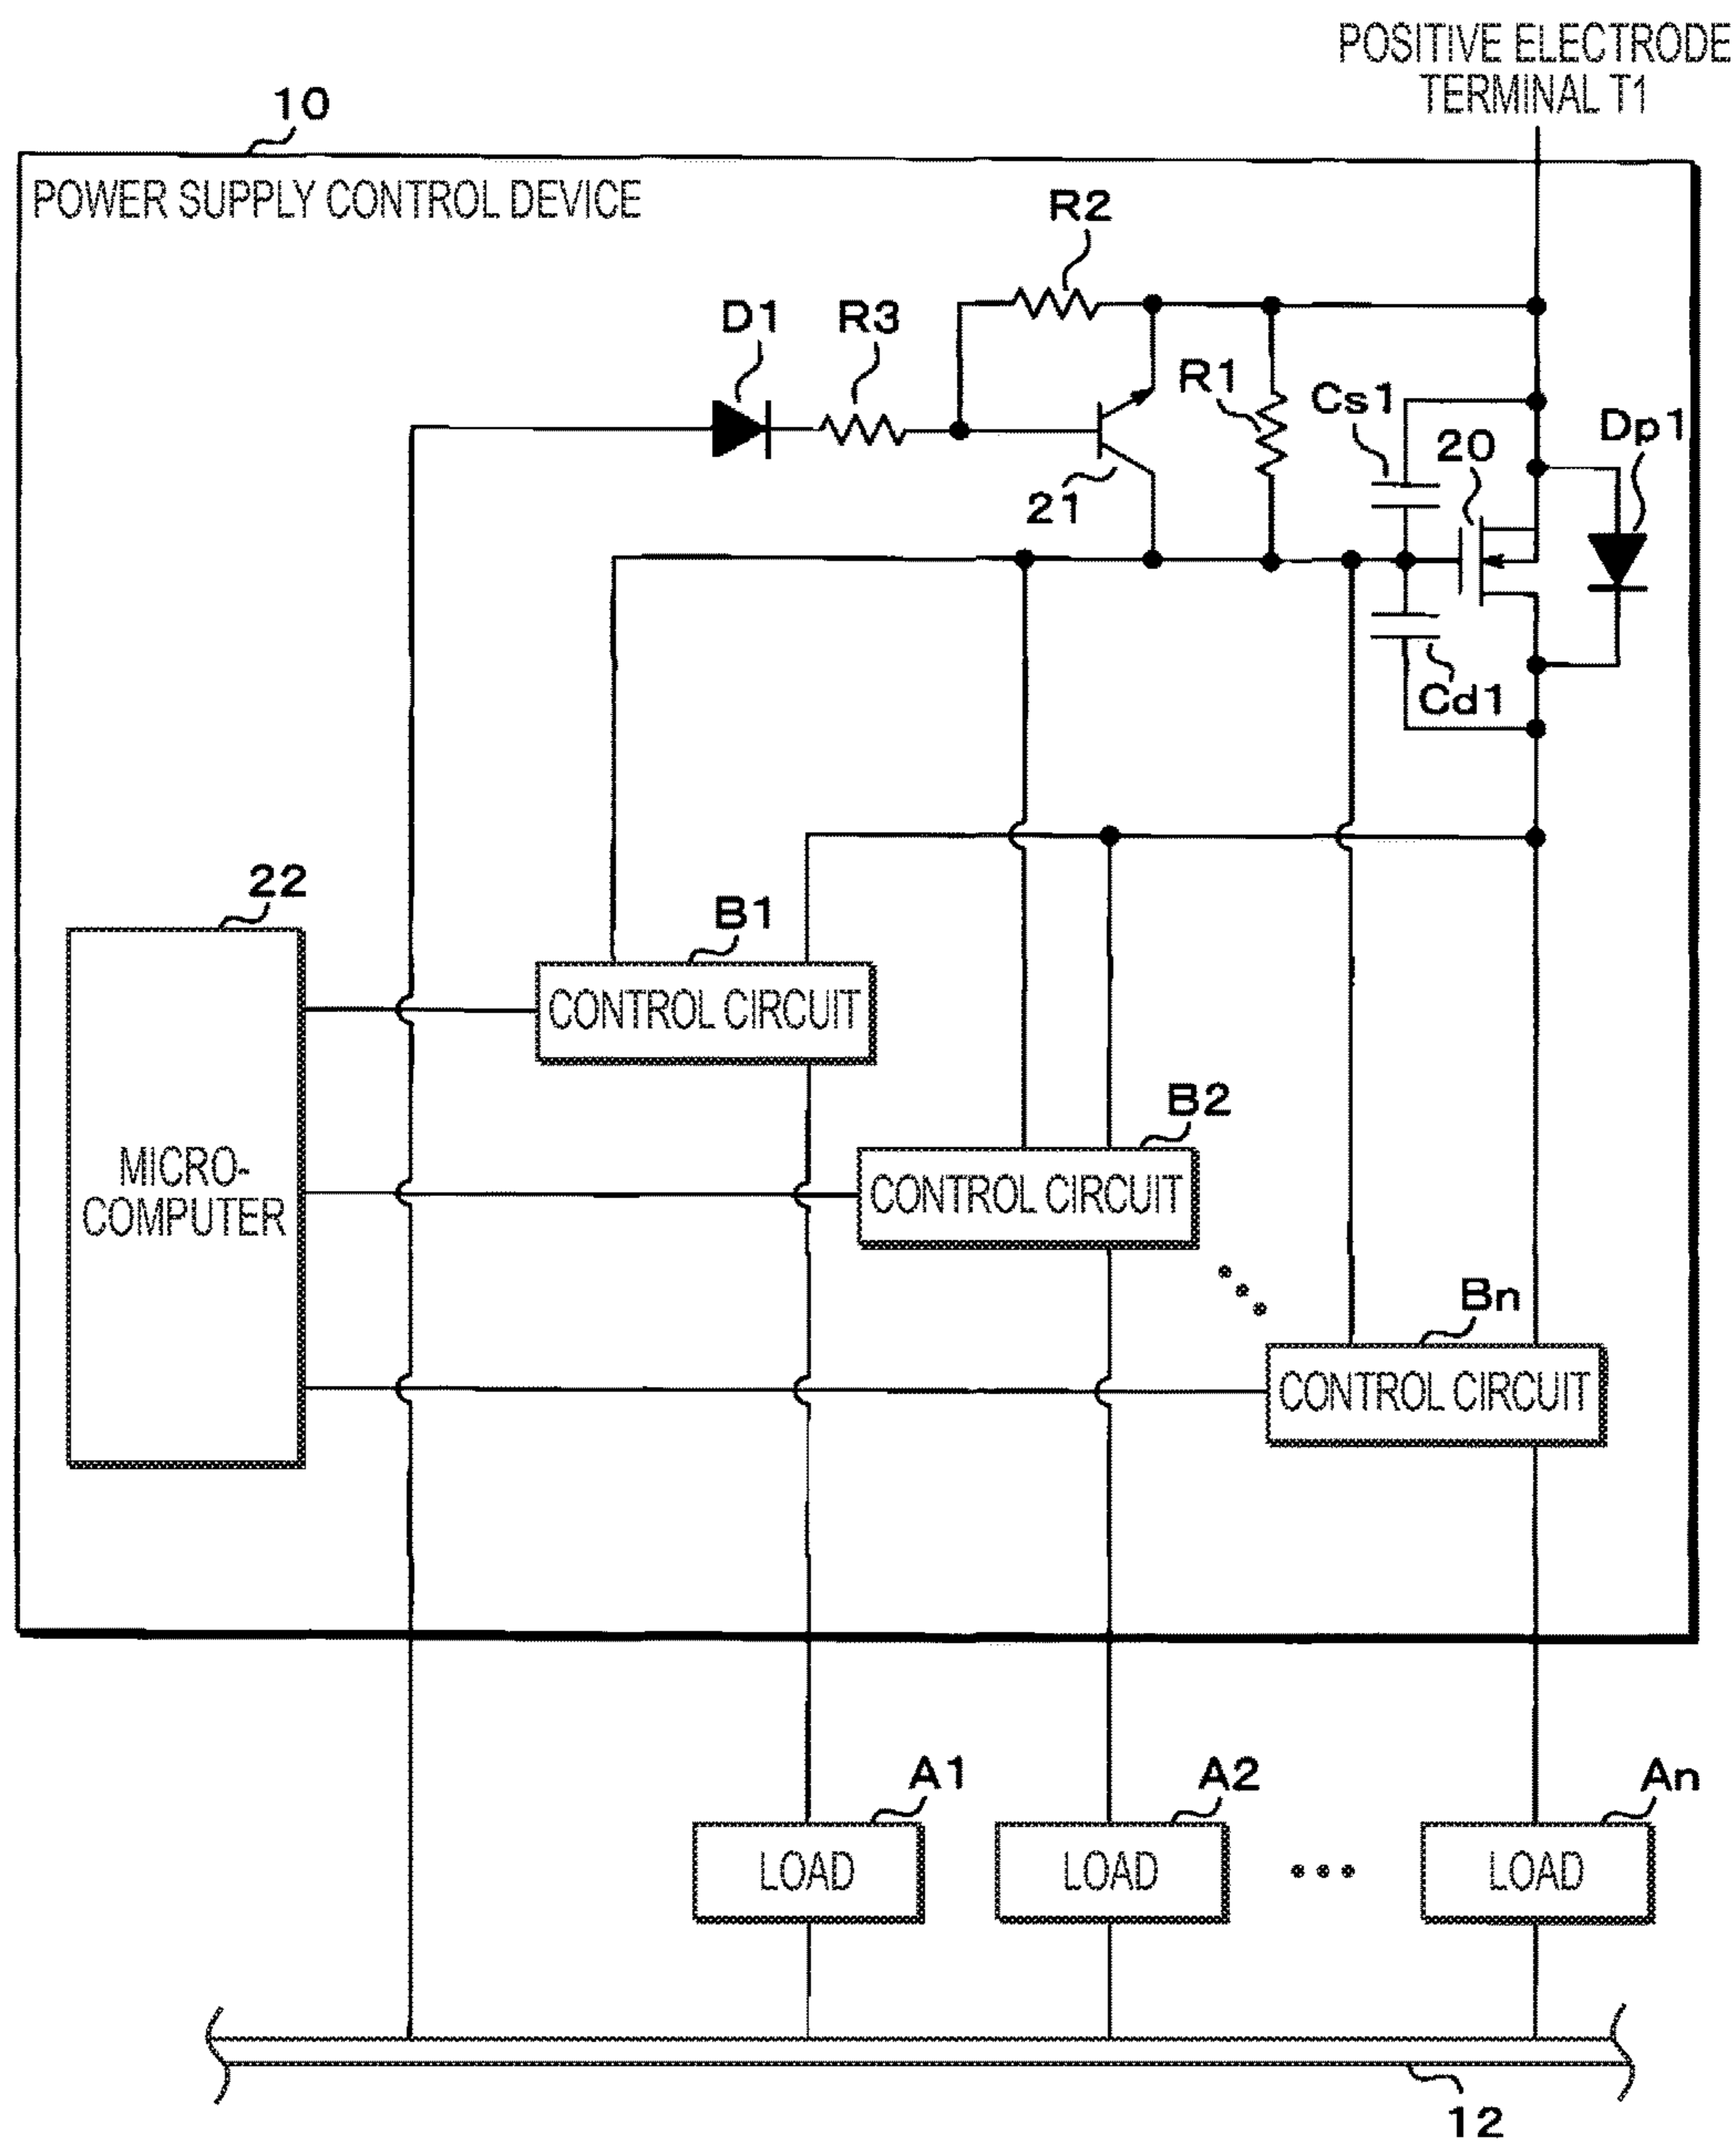 POSITIVE ELECTRODE
TERMINAL T1
10
POWER SUPPLY CONTROL DEVICE
R2
D1
R3
R1
Cs1
20
Dp1
21
Cd1
22
B1
CONTROL CIRCUIT
B2
MICRO-
COMPUTER
CONTROL CIRCUIT
Bn
CONTROL CIRCUIT
A1
A2
An
LOAD
LOAD
LOAD
12